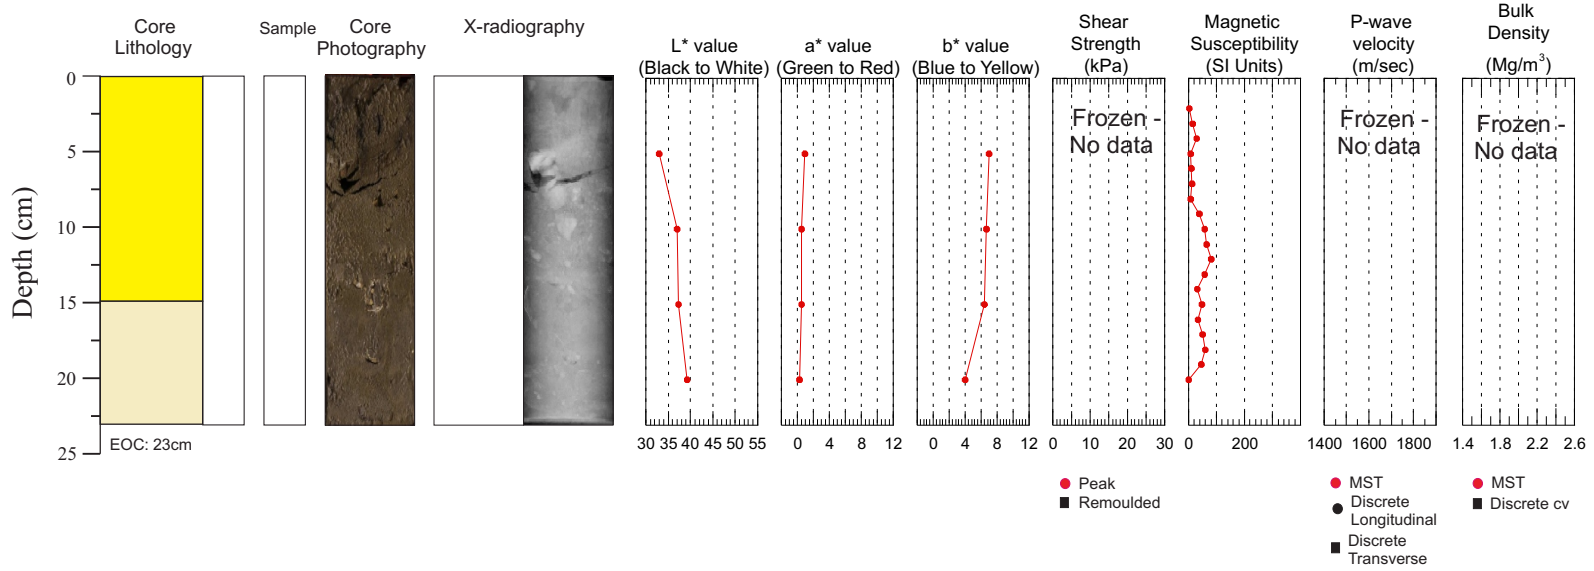 Core
Lithology
Sample
Core
Photography
X-radiography
L* value
(Black to White)
a* value
(Green to Red)
b* value
(Blue to Yellow)
Shear
Strength
(kPa)
Magnetic
Susceptibility
(SI Units)
P-wave
velocity
(m/sec)
Bulk
Density
(Mg/m³)
Depth (cm)
0
5
10
15
20
25
EOC: 23cm
Frozen -
No data
Frozen -
No data
Frozen -
No data
30 35 40 45 50 55
0 4 8 12
0 4 8 12
0 10 20 30
0 200
1400 1600 1800
1.4 1.8 2.2 2.6
Peak
Remoulded
MST
Discrete
Longitudinal
Discrete
Transverse
MST
Discrete cv